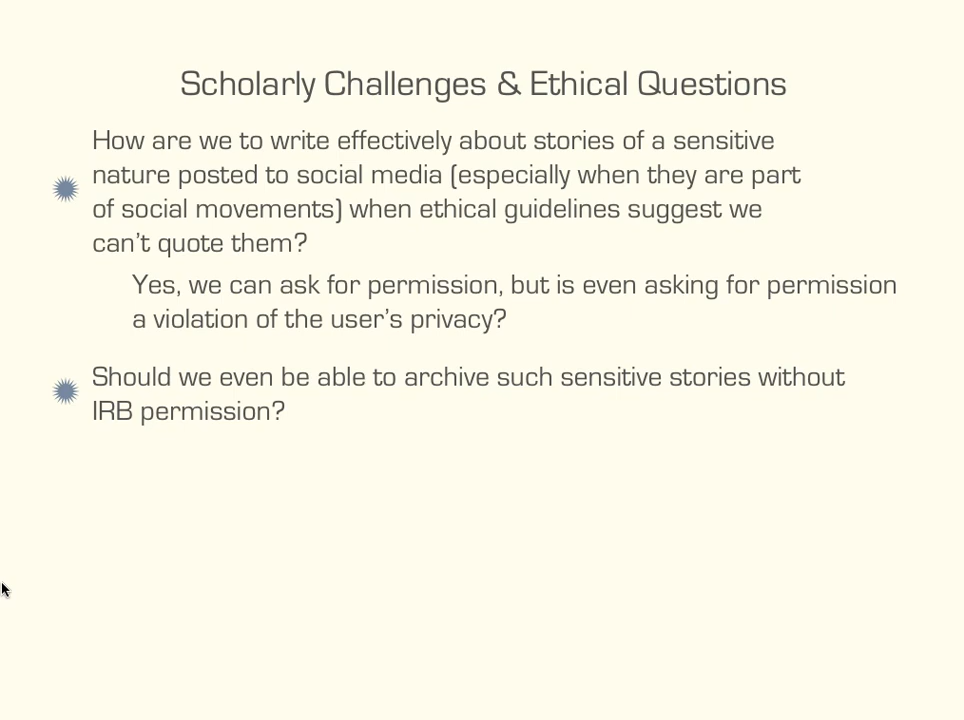 Scholarly Challenges & Ethical Questions
How are we to write effectively about stories of a sensitive
nature posted to social media (especially when they are part
of social movements) when ethical guidelines suggest we
can’t quote them?
Yes, we can ask for permission, but is even asking for permission
a violation of the user’s privacy?
Should we even be able to archive such sensitive stories without
IRB permission?